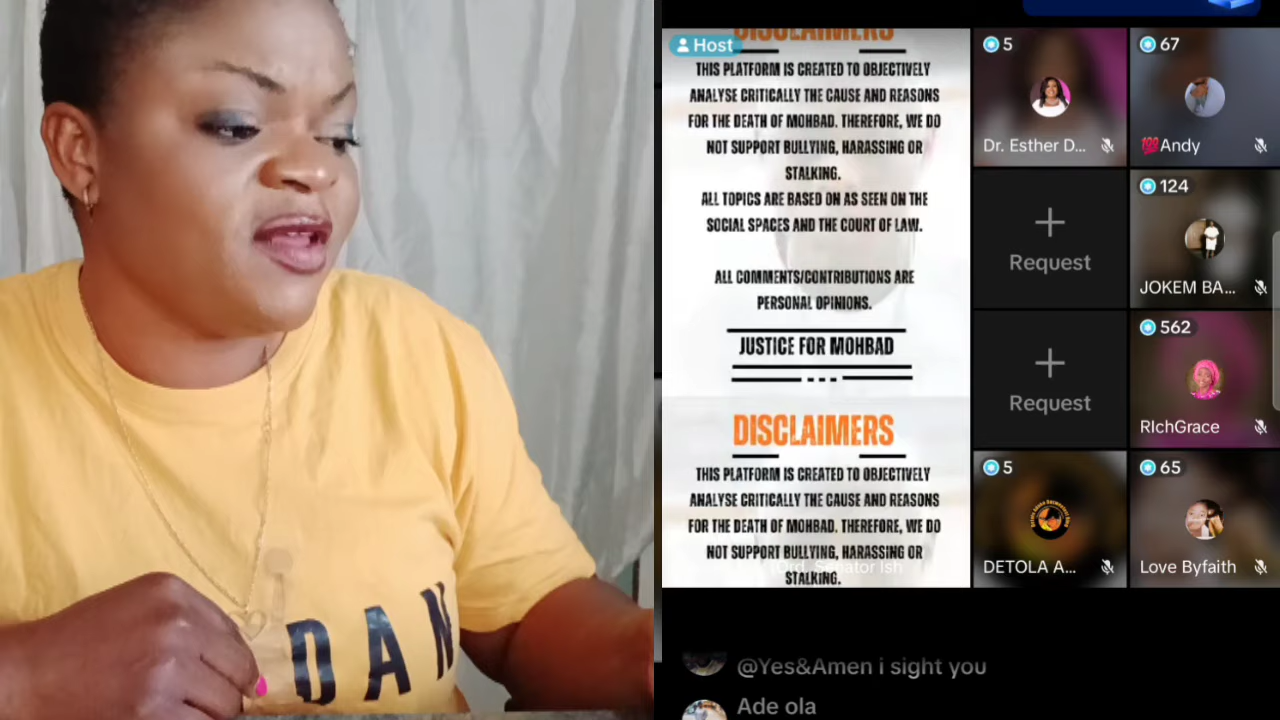 DAN
Host
DISCLAIMERS
THIS PLATFORM IS CREATED TO OBJECTIVELY
ANALYSE CRITICALLY THE CAUSE AND REASONS
FOR THE DEATH OF MOHBAD. THEREFORE, WE DO
NOT SUPPORT BULLYING, HARASSING OR
STALKING.
ALL TOPICS ARE BASED ON AS SEEN ON THE
SOCIAL SPACES AND THE COURT OF LAW.
ALL COMMENTS/CONTRIBUTIONS ARE
PERSONAL OPINIONS.
JUSTICE FOR MOHBAD
DISCLAIMERS
THIS PLATFORM IS CREATED TO OBJECTIVELY
ANALYSE CRITICALLY THE CAUSE AND REASONS
FOR THE DEATH OF MOHBAD. THEREFORE, WE DO
NOT SUPPORT BULLYING, HARASSING OR
STALKING.
Senator Ish
5
Dr. Esther D...
67
💯Andy
Request
124
JOKEM BA...
Request
562
RIchGrace
5
DETOLA A...
65
Love Byfaith
@Yes&Amen i sight you
Ade ola